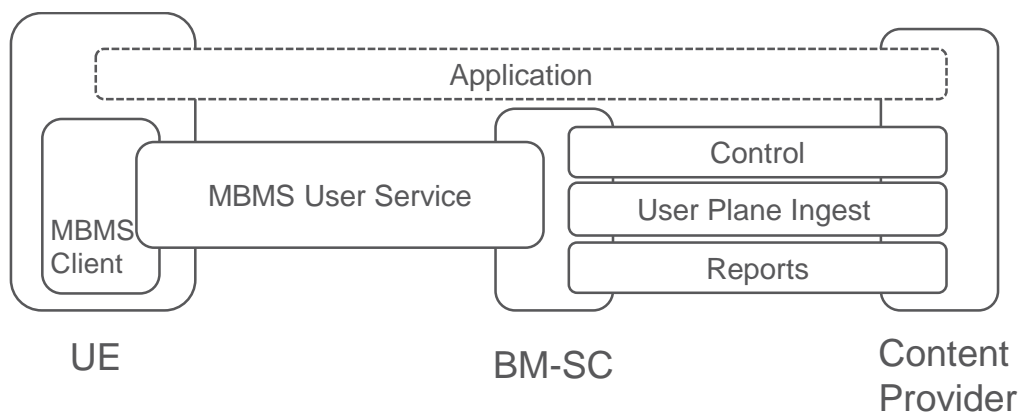 Application
Control
MBMS User Service
User Plane Ingest
MBMS
Client
Reports
UE
BM-SC
Content
Provider